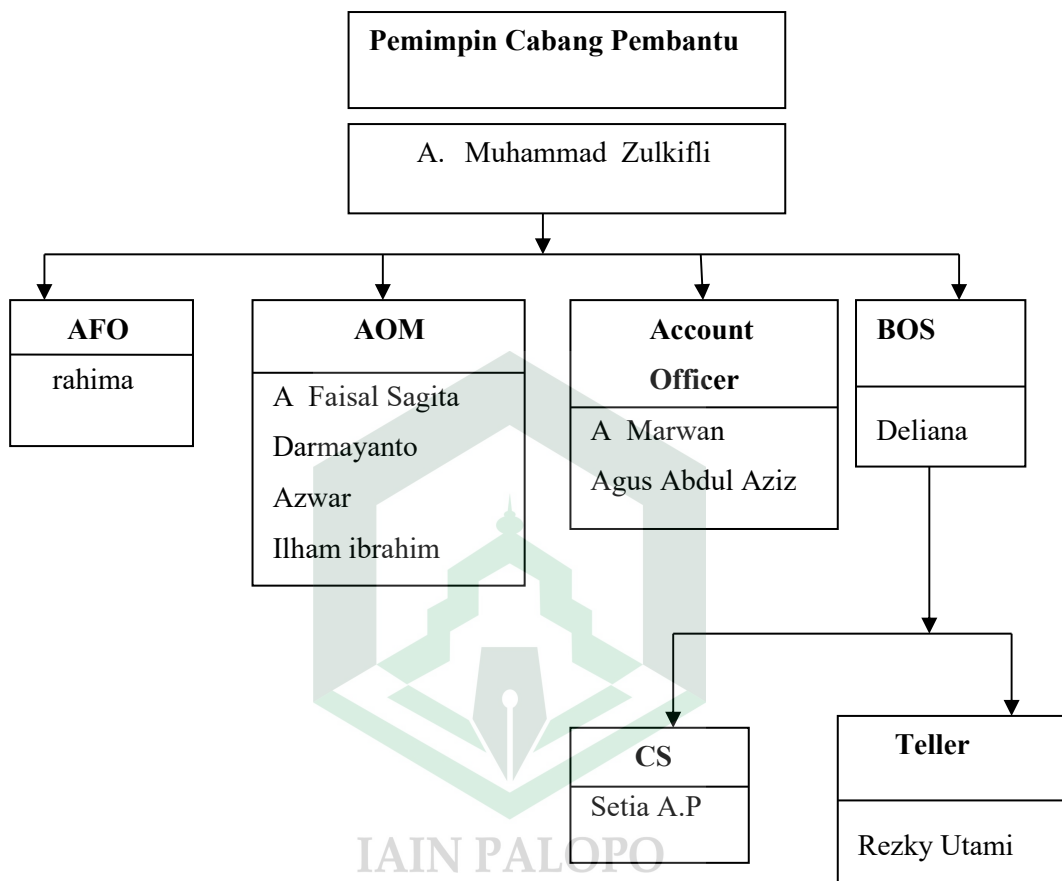 Pemimpin Cabang Pembantu
A. Muhammad Zulkifli
AFO
rahima
AOM
A Faisal Sagita
Darmayanto
Azwar
Ilham ibrahim
Account
Officer
A Marwan
Agus Abdul Aziz
BOS
Deliana
CS
Setia A.P
Teller
Rezky Utami
IAIN PALOPO